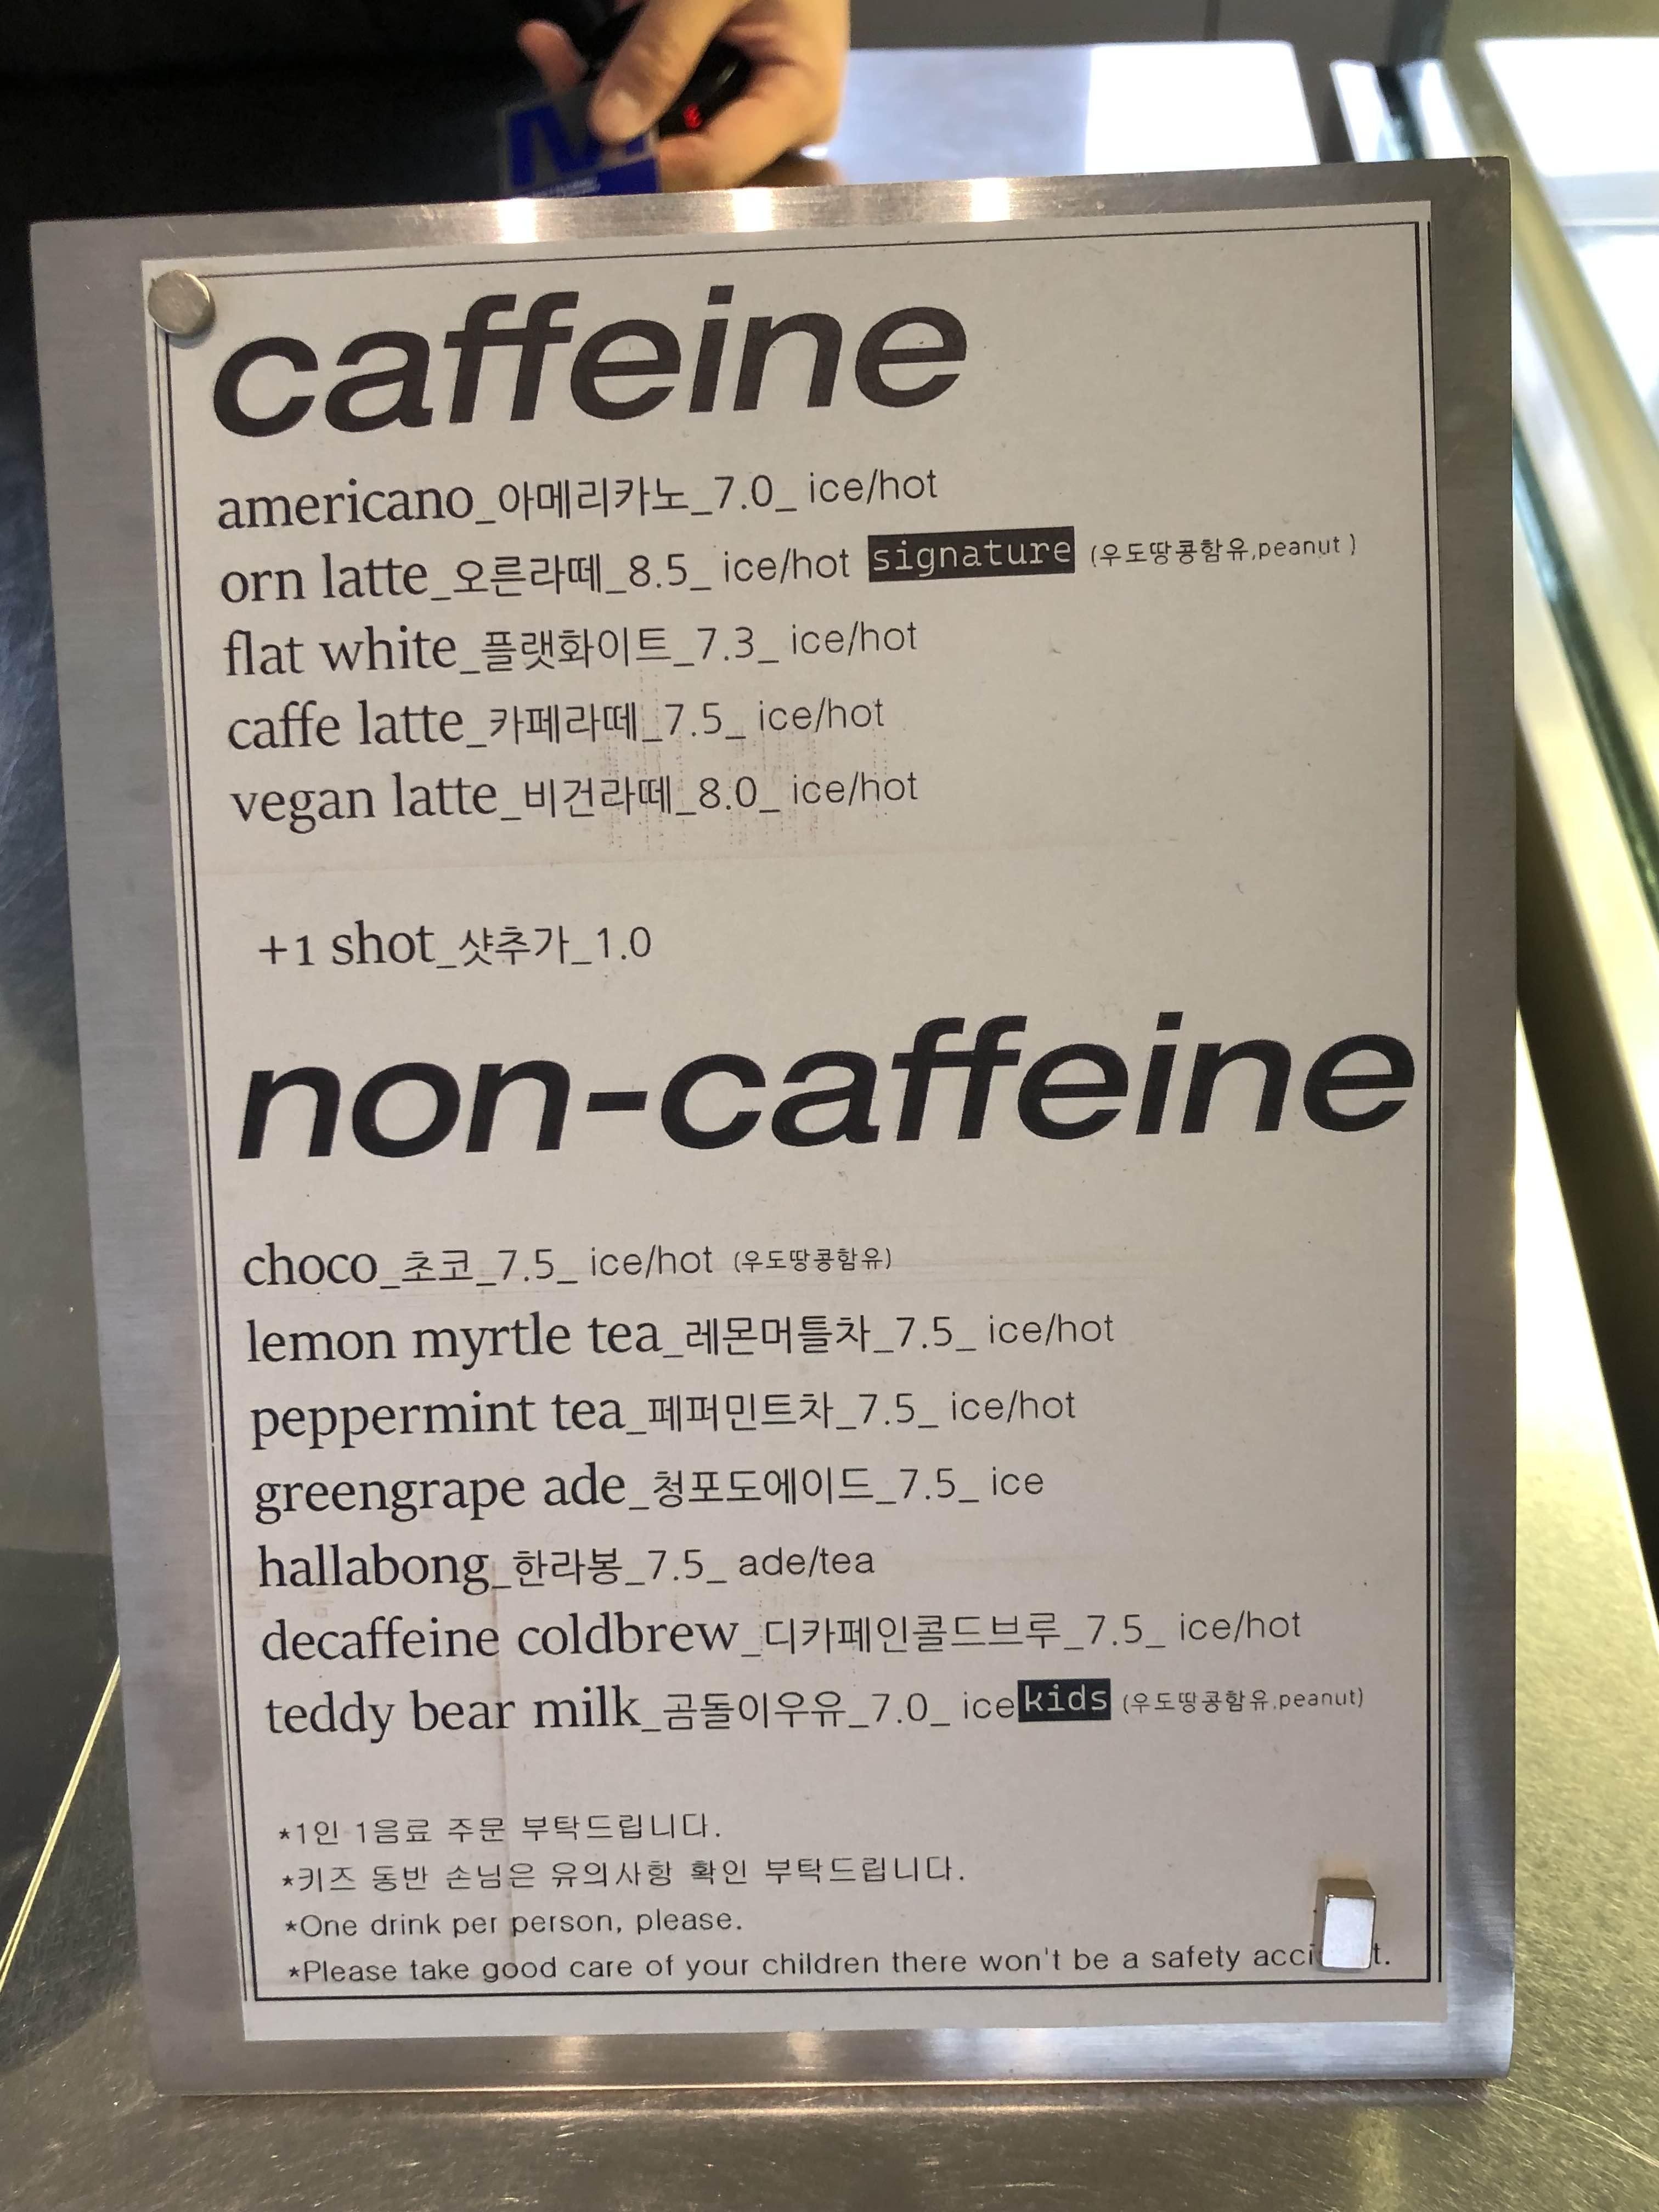 caffeine
americano_아메리카노_7.0_ ice/hot
orn latte_오른라떼_8.5_ ice/hot signature (우도땅콩함유,peanut )
flat white_플랫화이트_7.3_ ice/hot
caffe latte_카페라떼_7.5_ ice/hot
vegan latte_비건라떼_8.0_ ice/hot
+1 shot_샷추가_1.0
non-caffeine
choco_초코_7.5_ ice/hot (우도땅콩함유)
lemon myrtle tea_레몬머틀차_7.5_ ice/hot
peppermint tea_페퍼민트차_7.5_ ice/hot
greengrape ade_청포도에이드_7.5_ ice
hallabong_한라봉_7.5_ ade/tea
decaffeine coldbrew_디카페인콜드브루_7.5_ ice/hot
teddy bear milk_곰돌이우유_7.0_ ice kids (우도땅콩함유,peanut)
*1인 1음료 주문 부탁드립니다.
*키즈 동반 손님은 유의사항 확인 부탁드립니다.
*One drink per person, please.
*Please take good care of your children there won't be a safety